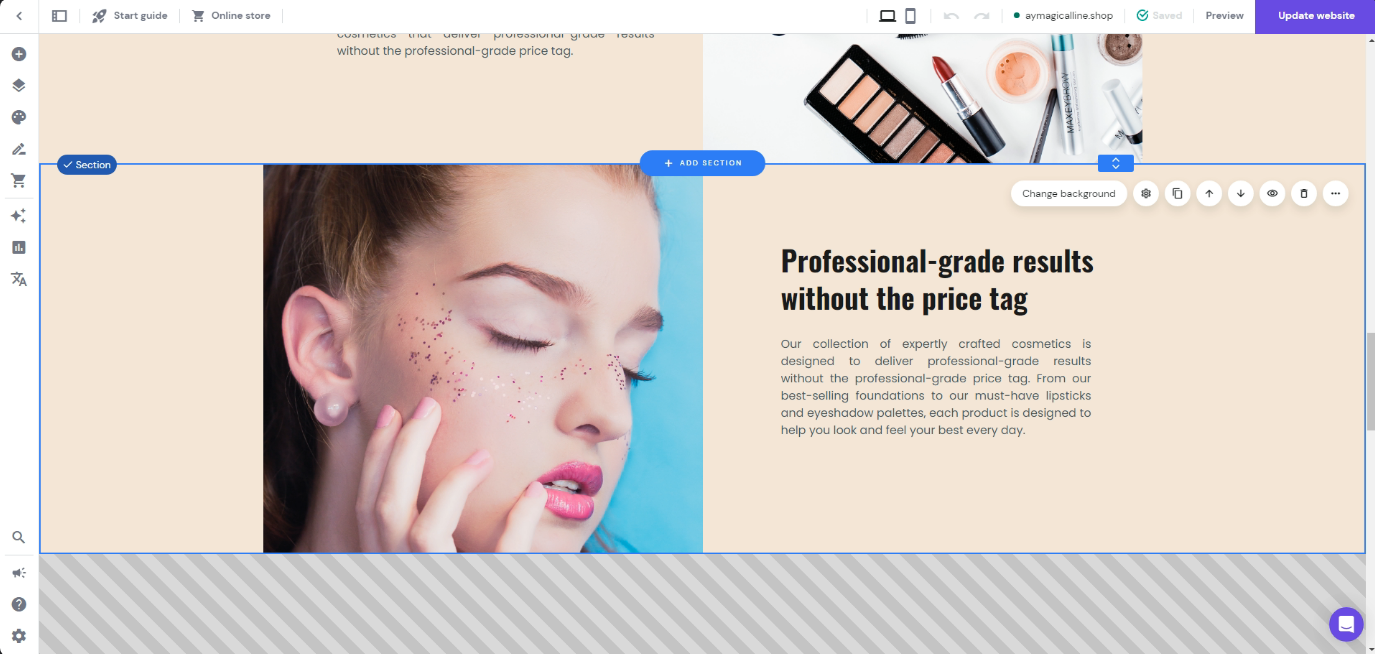 Start guide
Online store
aymagicalline.shop
Saved
Preview
Update website
cosmetics that deliver professional-grade results
without the professional-grade price tag.
MAXEYBROW
Section
+ ADD SECTION
Change background
Professional-grade results
without the price tag
Our collection of expertly crafted cosmetics is
designed to deliver professional-grade results
without the professional-grade price tag. From our
best-selling foundations to our must-have lipsticks
and eyeshadow palettes, each product is designed to
help you look and feel your best every day.